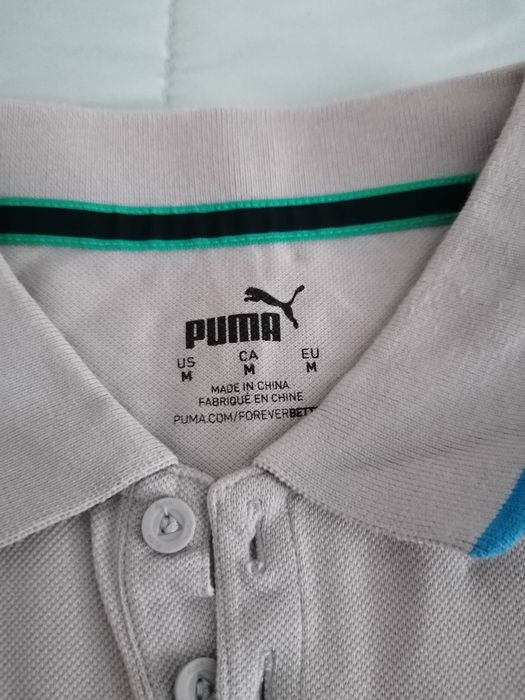 PUMA
US CA EU
M M M
MADE IN CHINA
FABRIQUÉ EN CHINE
PUMA.COM/FOREVERBETT